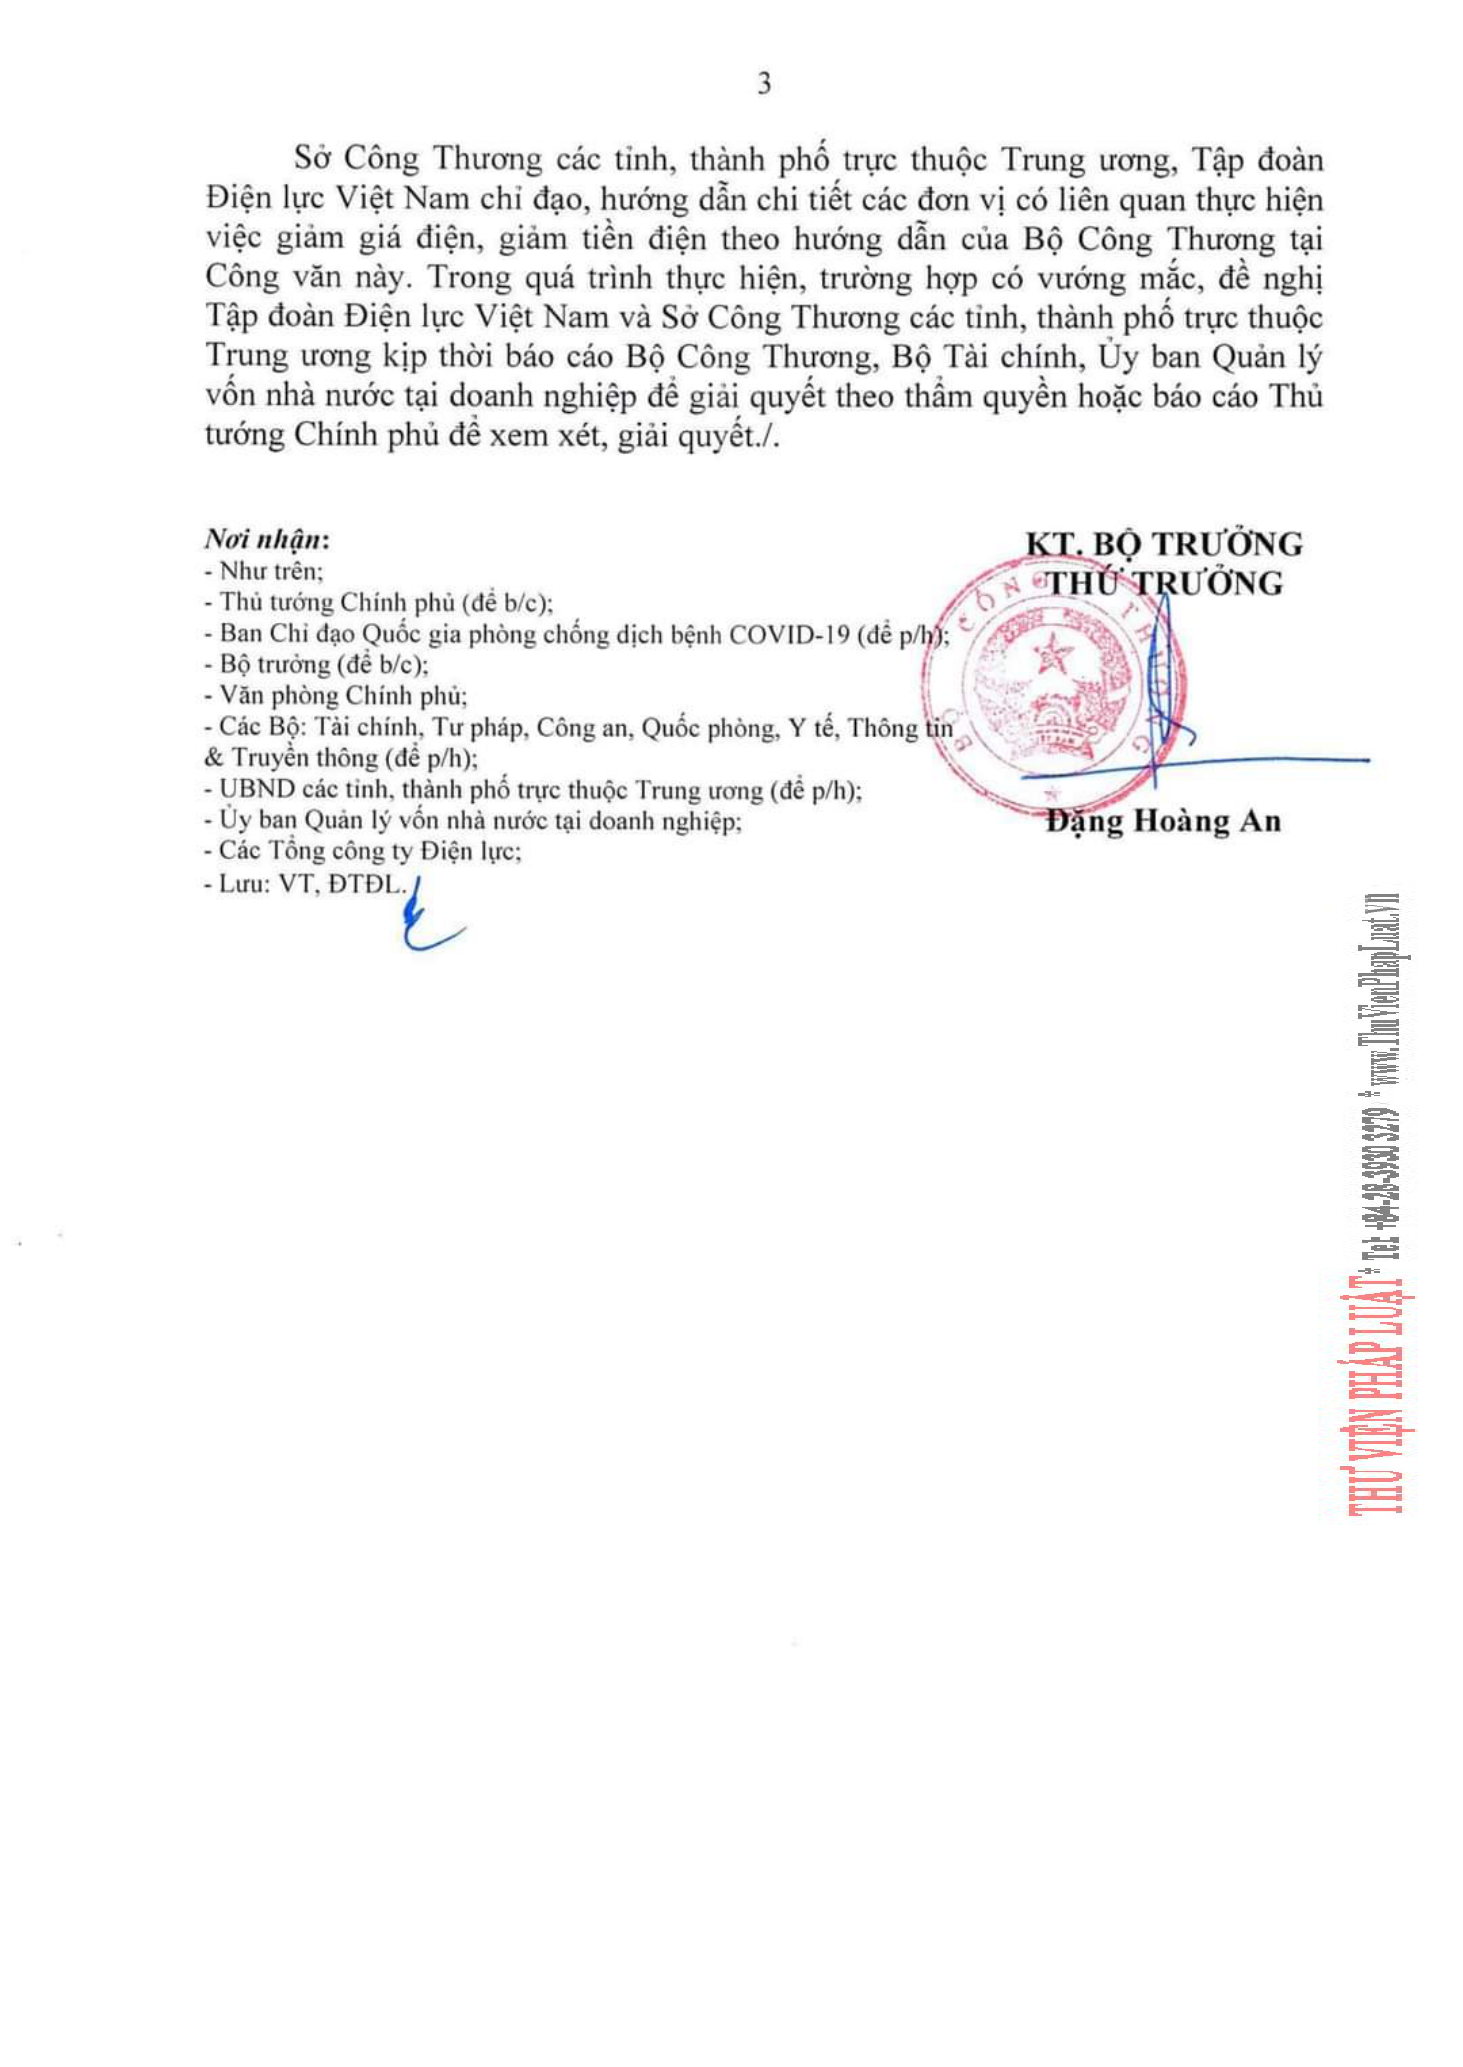 3
Sở Công Thương các tỉnh, thành phố trực thuộc Trung ương, Tập đoàn
Điện lực Việt Nam chỉ đạo, hướng dẫn chi tiết các đơn vị có liên quan thực hiện
việc giảm giá điện, giảm tiền điện theo hướng dẫn của Bộ Công Thương tại
Công văn này. Trong quá trình thực hiện, trường hợp có vướng mắc, đề nghị
Tập đoàn Điện lực Việt Nam và Sở Công Thương các tỉnh, thành phố trực thuộc
Trung ương kịp thời báo cáo Bộ Công Thương, Bộ Tài chính, Ủy ban Quản lý
vốn nhà nước tại doanh nghiệp để giải quyết theo thẩm quyền hoặc báo cáo Thủ
tướng Chính phủ để xem xét, giải quyết./.
Nơi nhận:
- Như trên;
- Thủ tướng Chính phủ (để b/c);
- Ban Chỉ đạo Quốc gia phòng chống dịch bệnh COVID-19 (để p/h);
- Bộ trưởng (để b/c);
- Văn phòng Chính phủ;
- Các Bộ: Tài chính, Tư pháp, Công an, Quốc phòng, Y tế, Thông tin
& Truyền thông (để p/h);
- UBND các tỉnh, thành phố trực thuộc Trung ương (để p/h);
- Ủy ban Quản lý vốn nhà nước tại doanh nghiệp;
- Các Tổng công ty Điện lực;
- Lưu: VT, ĐTĐL.
KT. BỘ TRƯỞNG
THỨ TRƯỞNG
BỘ CÔNG THƯƠNG
Đặng Hoàng An
THƯ VIỆN PHÁP LUẬT * Tel: +84-28-3930 3279 * www.ThuVienPhapLuat.vn